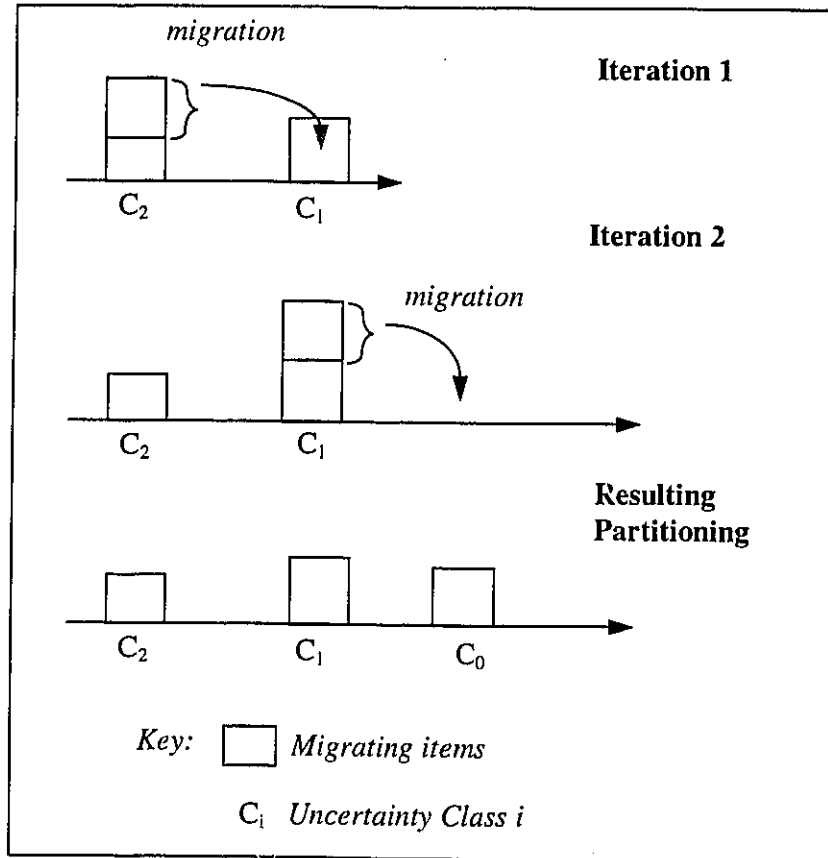 migration
Iteration 1
C₂ C₁
Iteration 2
migration
C₂ C₁
Resulting
Partitioning
C₂ C₁ C₀
Key: Migrating items
Cᵢ Uncertainty Class i